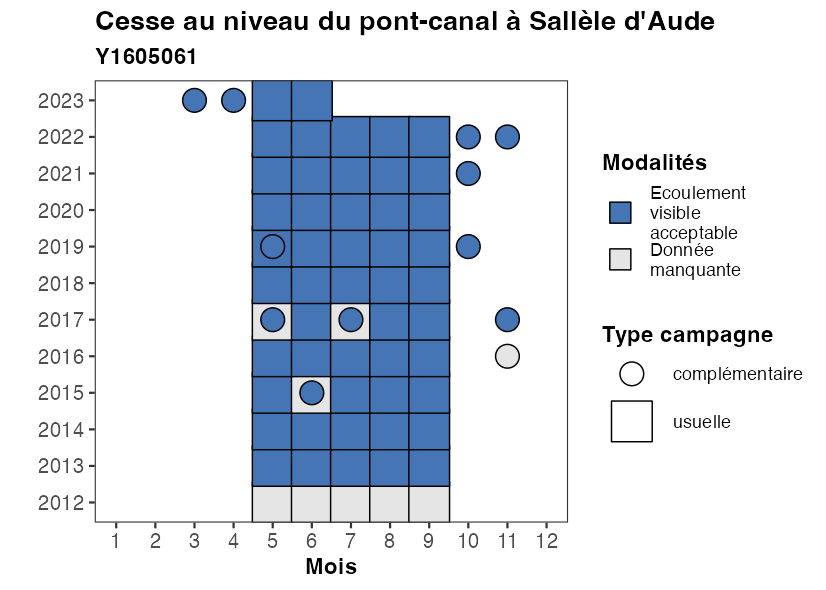 Cesse au niveau du pont-canal à Sallèle d'Aude
Y1605061
2023
2022
2021
2020
2019
2018
2017
2016
2015
2014
2013
2012
1 2 3 4 5 6 7 8 9 10 11 12
Mois
Modalités
Ecoulement
visible
acceptable
Donnée
manquante
Type campagne
complémentaire
usuelle